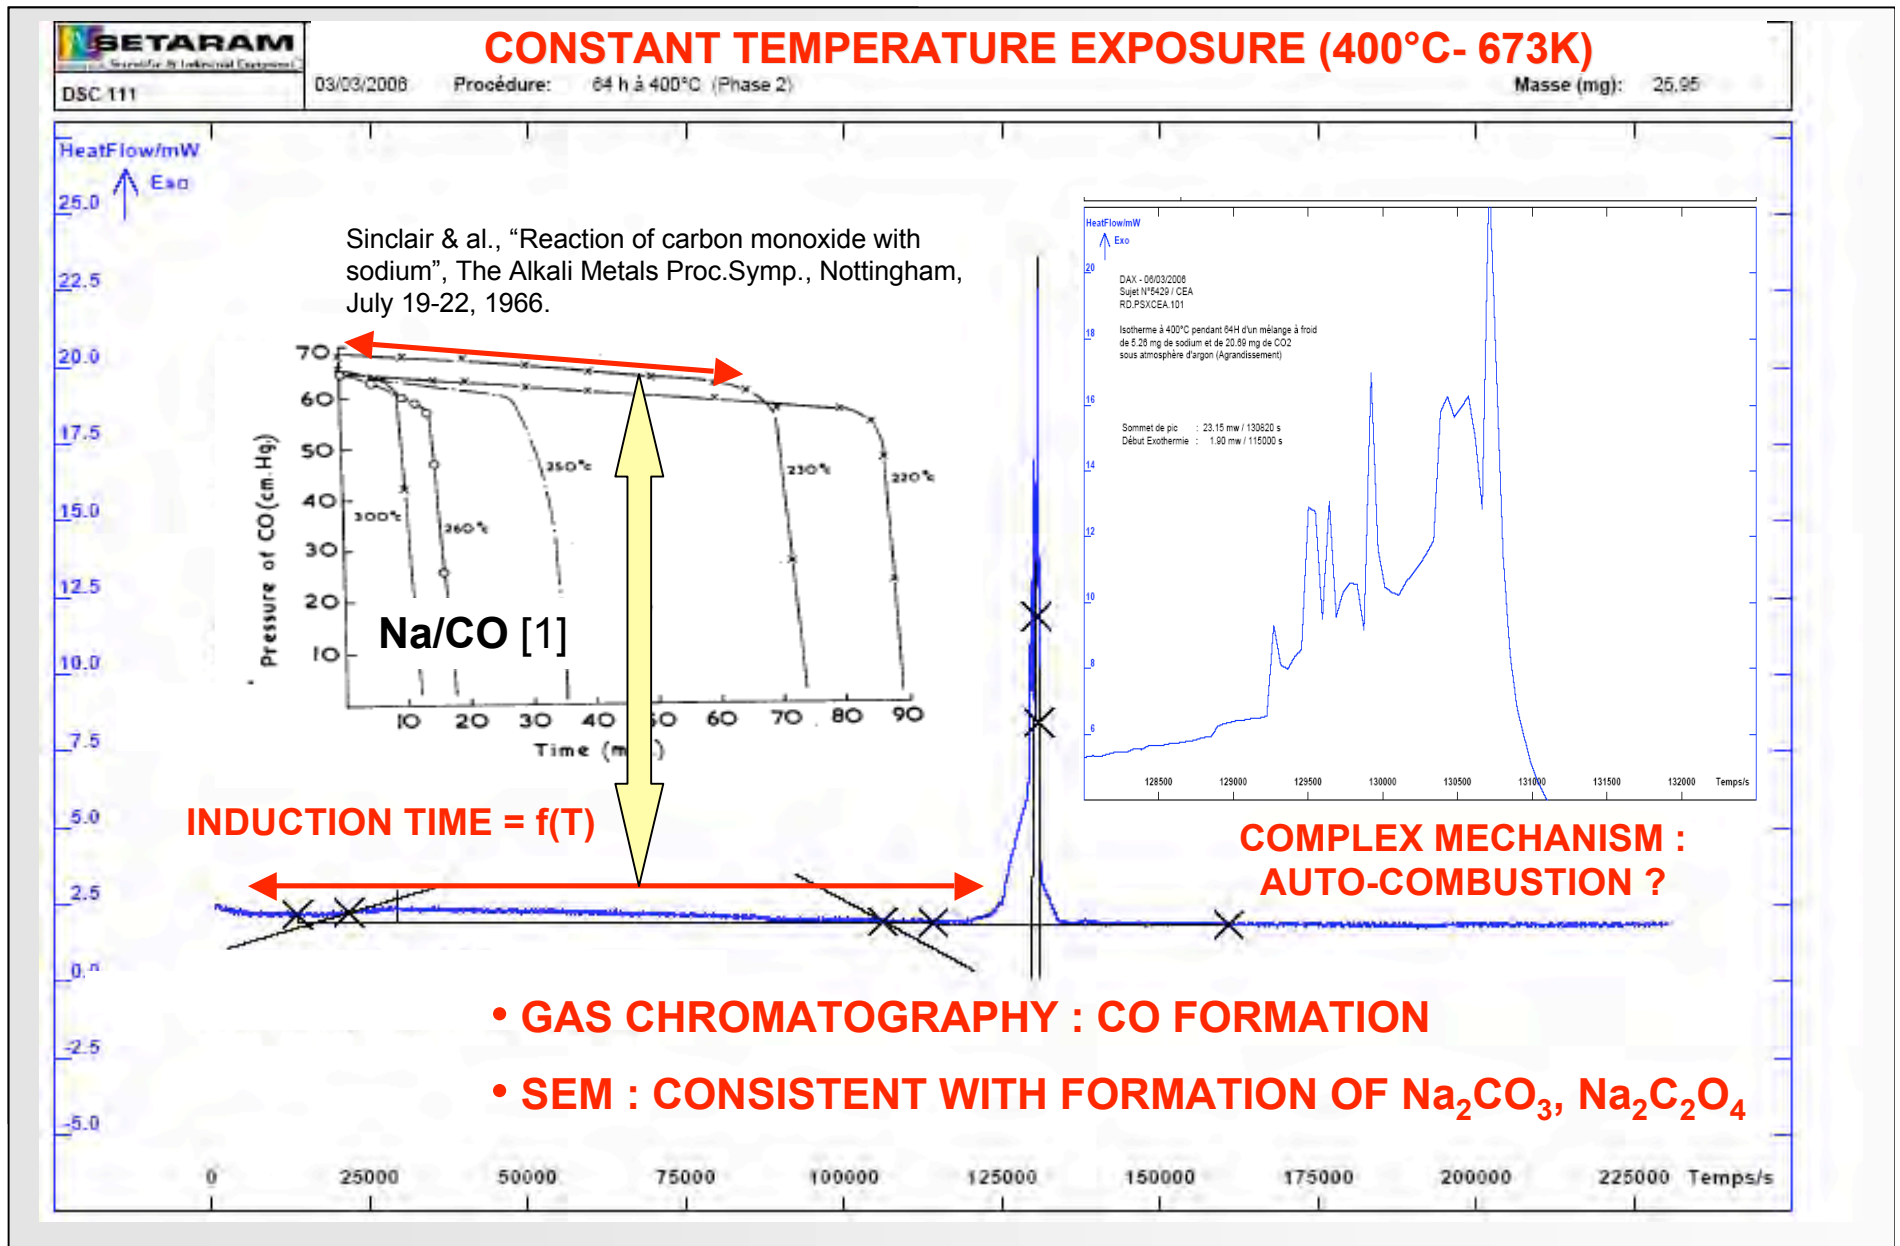 SETARAM
Scientific & Industrial Equipment
DSC 111
CONSTANT TEMPERATURE EXPOSURE (400°C- 673K)
03/03/2006 Procédure: 64 h à 400°C (Phase 2) Masse (mg): 25,95
HeatFlow/mW
Exo
25.0
22.5
20.0
17.5
15.0
12.5
10.0
7.5
5.0
2.5
0.0
-2.5
-5.0
Sinclair & al., “Reaction of carbon monoxide with
sodium”, The Alkali Metals Proc.Symp., Nottingham,
July 19-22, 1966.
Pressure of CO (cm.Hg.)
70
60
50
40
30
20
10
300°c
260°c
250°c
230°c
220°c
Na/CO [1]
10 20 30 40 50 60 70 80 90
Time
HeatFlow/mW
Exo
20
18
16
14
12
10
8
6
DAX - 06/03/2006
Sujet N°5429 / CEA
RD.PSXCEA.101
Isotherme à 400°C pendant 64H d'un mélange à froid
de 5.26 mg de sodium et de 20.69 mg de CO2
sous atmosphère d'argon (Agrandissement)
Sommet de pic : 23.15 mw / 130820 s
Début Exothermie : 1.90 mw / 115000 s
128500 129000 129500 130000 130500 131000 131500 132000 Temps/s
INDUCTION TIME = f(T)
COMPLEX MECHANISM :
AUTO-COMBUSTION ?
• GAS CHROMATOGRAPHY : CO FORMATION
• SEM : CONSISTENT WITH FORMATION OF Na₂CO₃, Na₂C₂O₄
0 25000 50000 75000 100000 125000 150000 175000 200000 225000 Temps/s